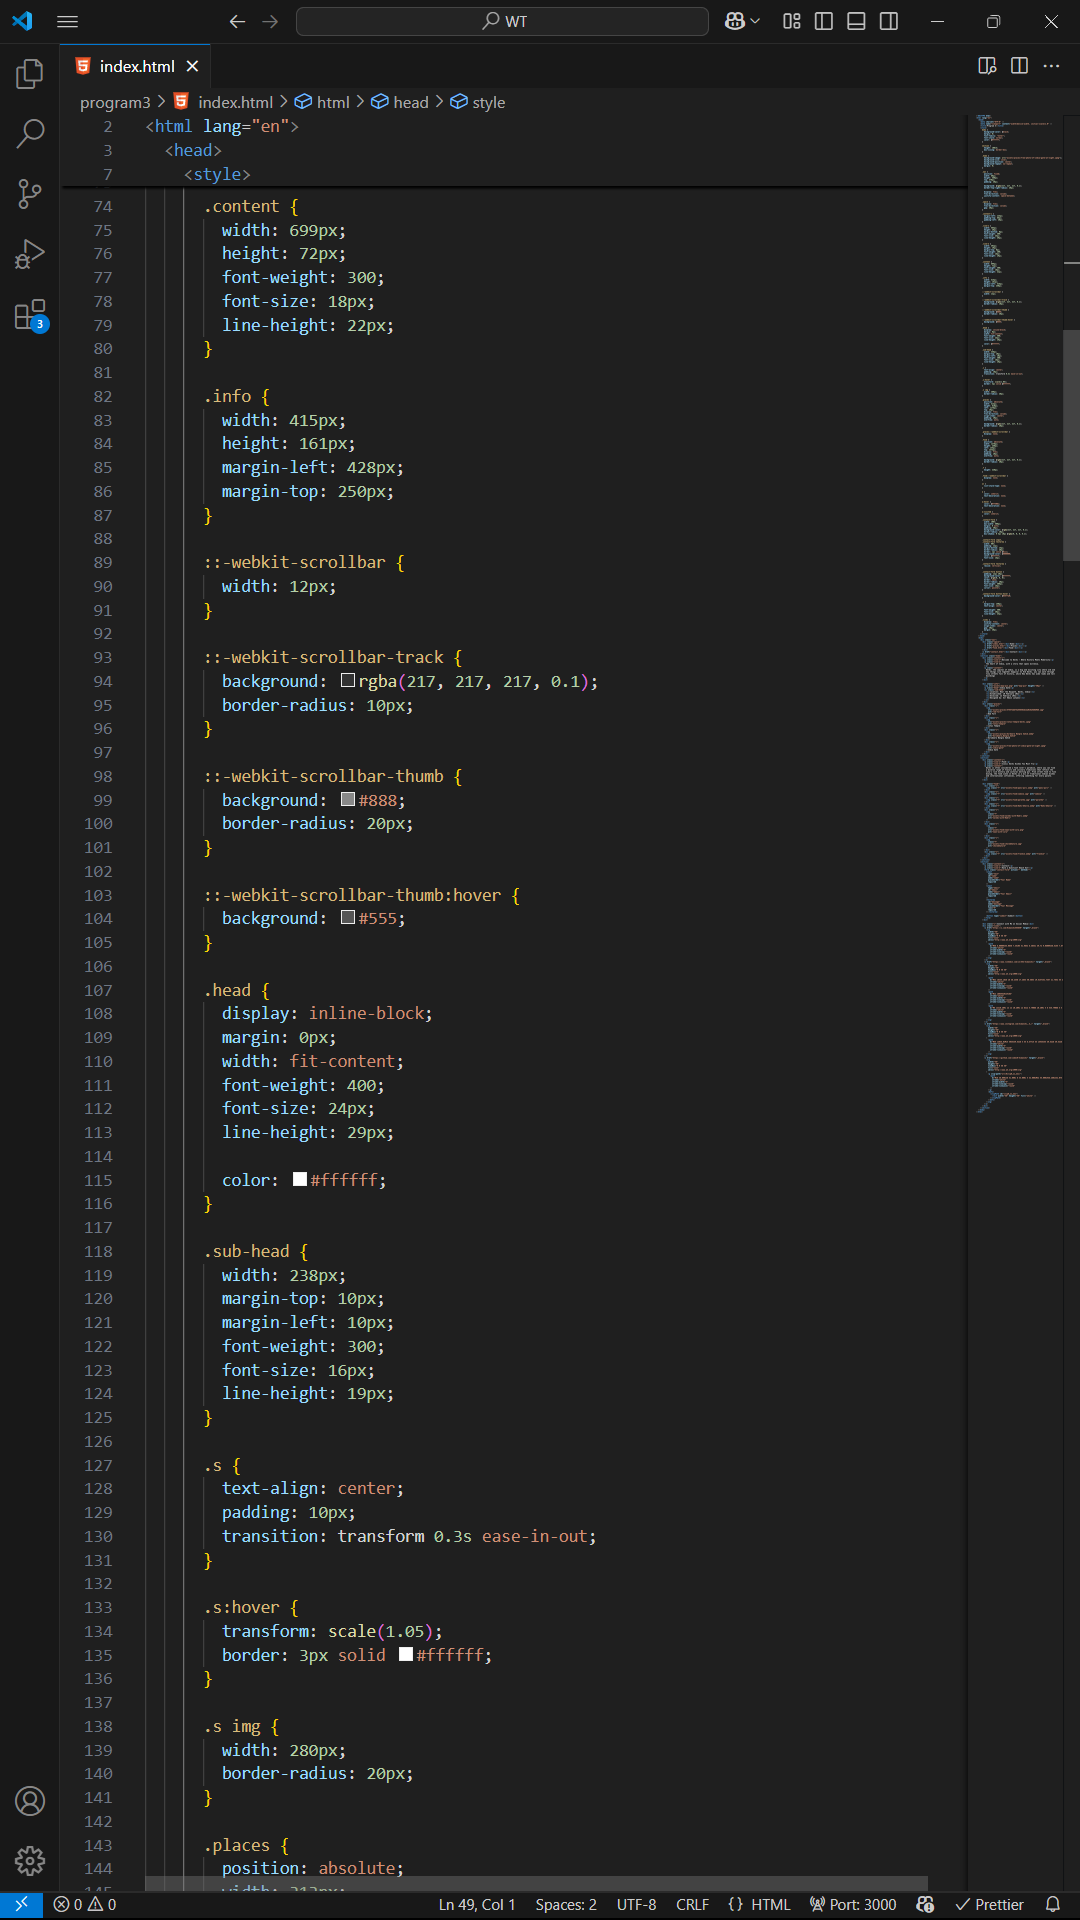 WT
index.html
program3 > index.html > html > head > style
2 <html lang="en">
3 <head>
7 <style>
74 .content {
75 width: 699px;
76 height: 72px;
77 font-weight: 300;
78 font-size: 18px;
79 line-height: 22px;
80 }
81
82 .info {
83 width: 415px;
84 height: 161px;
85 margin-left: 428px;
86 margin-top: 250px;
87 }
88
89 ::-webkit-scrollbar {
90 width: 12px;
91 }
92
93 ::-webkit-scrollbar-track {
94 background: rgba(217, 217, 217, 0.1);
95 border-radius: 10px;
96 }
97
98 ::-webkit-scrollbar-thumb {
99 background: #888;
100 border-radius: 20px;
101 }
102
103 ::-webkit-scrollbar-thumb:hover {
104 background: #555;
105 }
106
107 .head {
108 display: inline-block;
109 margin: 0px;
110 width: fit-content;
111 font-weight: 400;
112 font-size: 24px;
113 line-height: 29px;
114
115 color: #ffffff;
116 }
117
118 .sub-head {
119 width: 238px;
120 margin-top: 10px;
121 margin-left: 10px;
122 font-weight: 300;
123 font-size: 16px;
124 line-height: 19px;
125 }
126
127 .s {
128 text-align: center;
129 padding: 10px;
130 transition: transform 0.3s ease-in-out;
131 }
132
133 .s:hover {
134 transform: scale(1.05);
135 border: 3px solid #ffffff;
136 }
137
138 .s img {
139 width: 280px;
140 border-radius: 20px;
141 }
142
143 .places {
144 position: absolute;
3
0 0 Ln 49, Col 1 Spaces: 2 UTF-8 CRLF {} HTML Port: 3000 Prettier